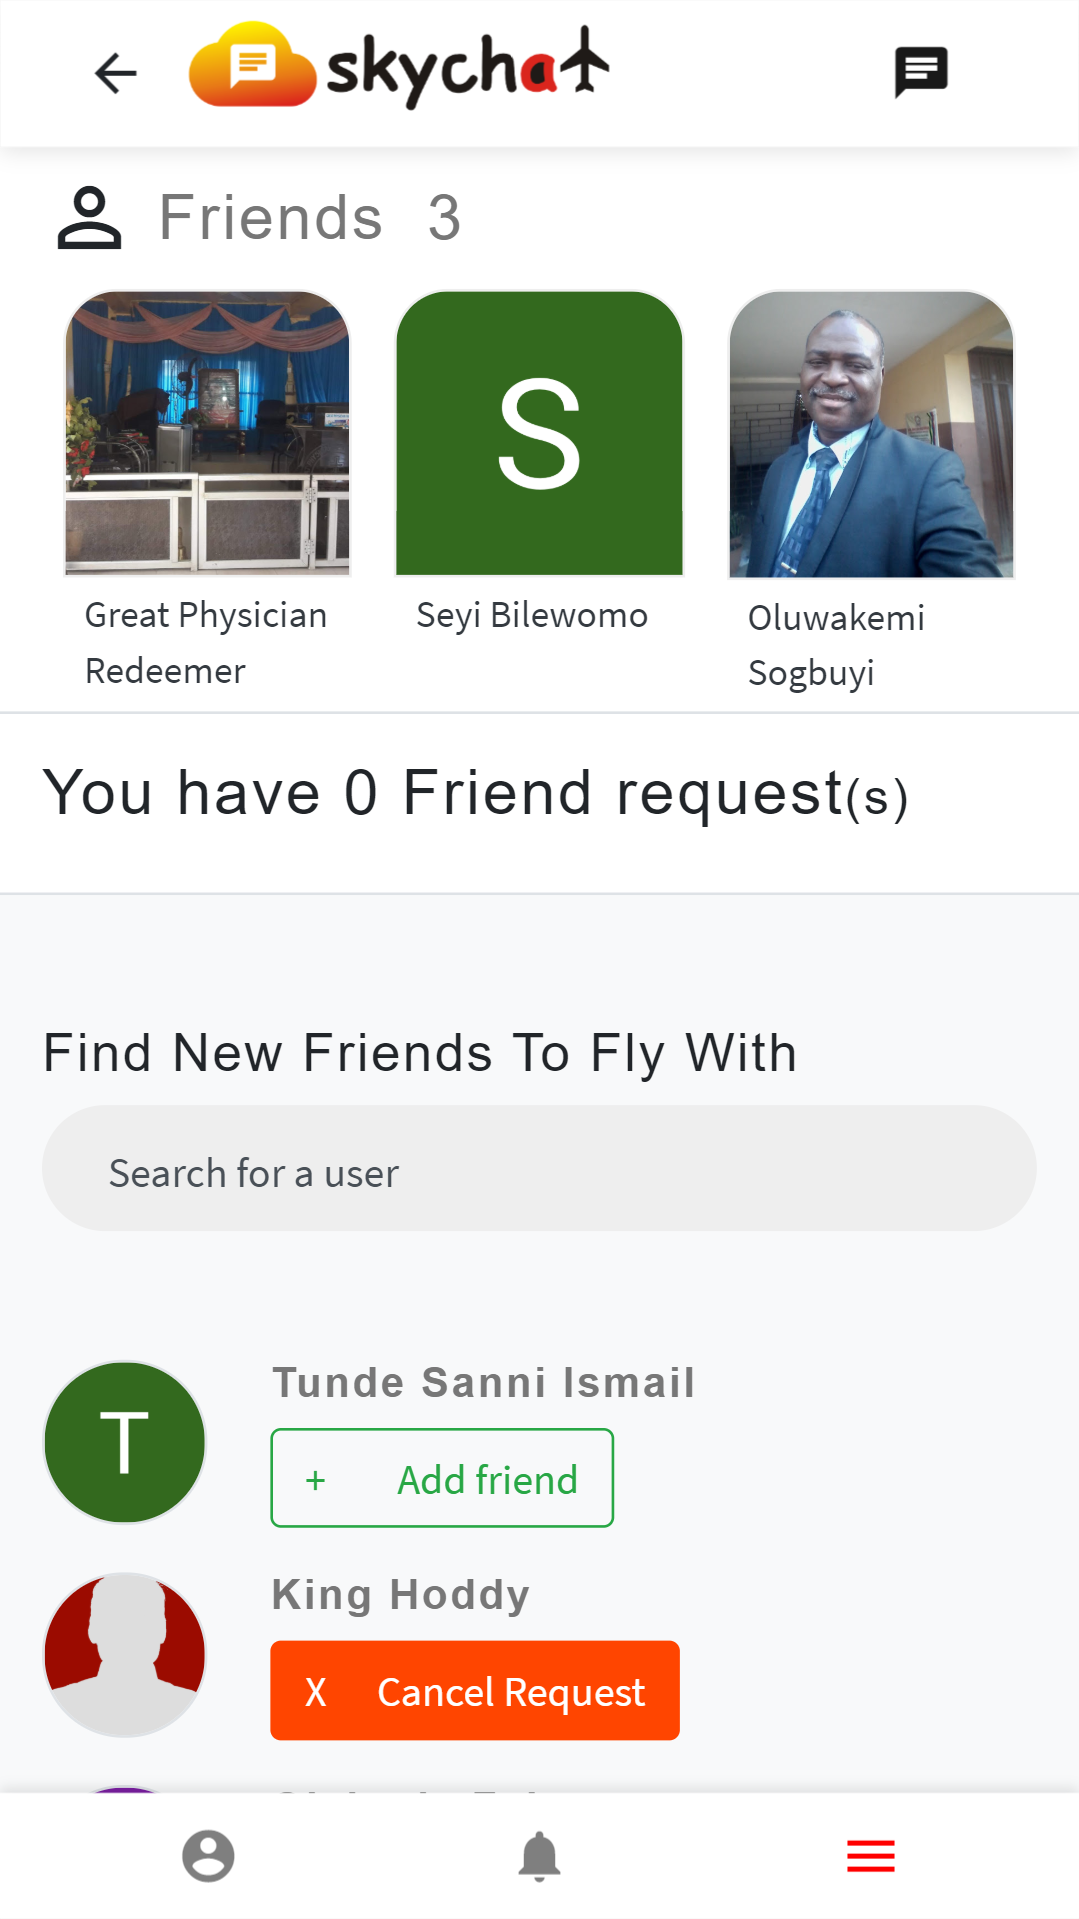 skychat
Friends 3
S
Great Physician
Redeemer
Seyi Bilewomo
Oluwakemi
Sogbuyi
You have 0 Friend request(s)
Find New Friends To Fly With
Search for a user
T
Tunde Sanni Ismail
+ Add friend
King Hoddy
X Cancel Request